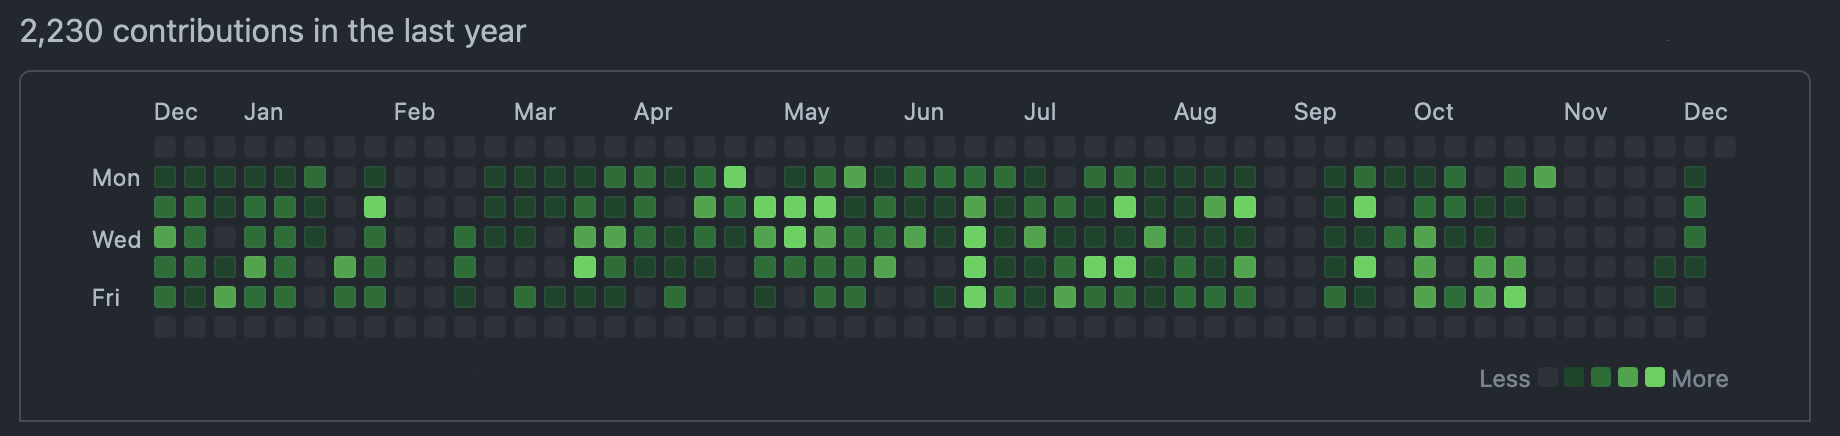 2,230 contributions in the last year
Dec Jan Feb Mar Apr May Jun Jul Aug Sep Oct Nov Dec
Mon
Wed
Fri
Less More